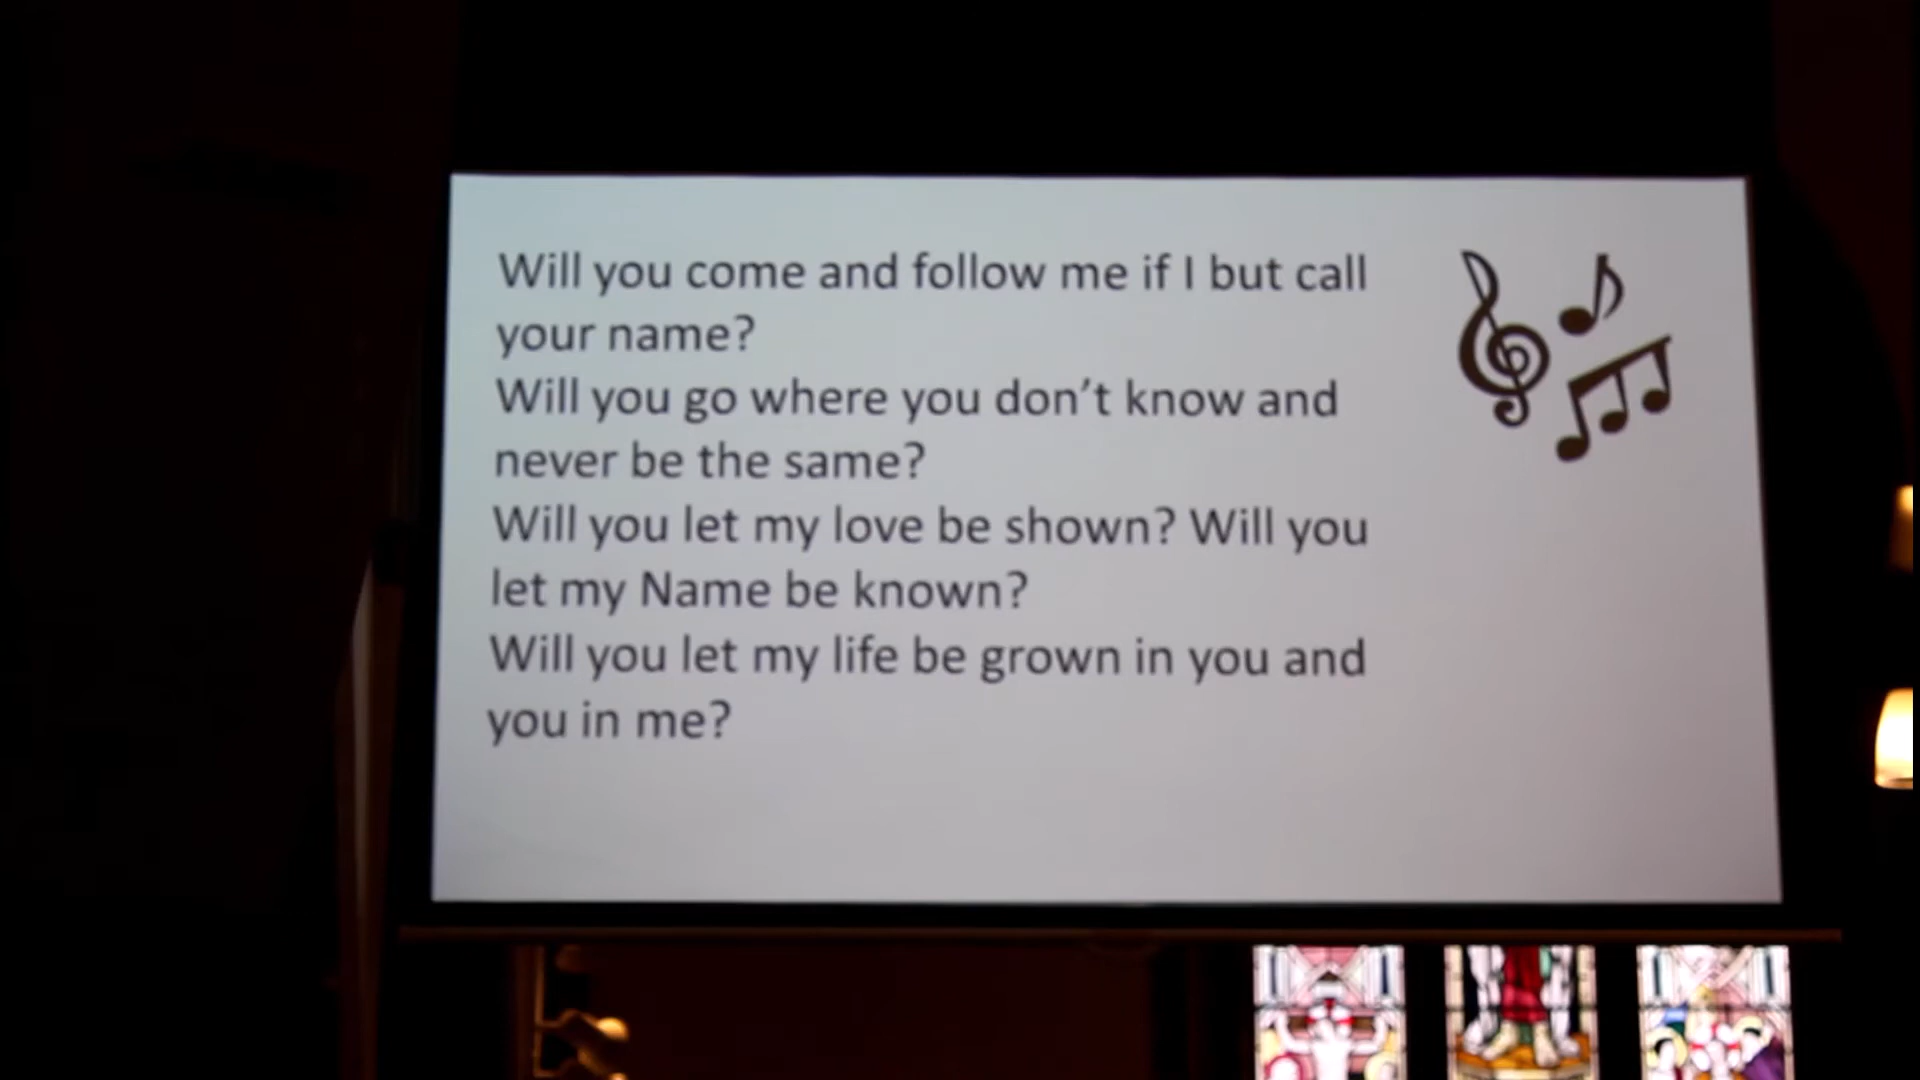 Will you come and follow me if I but call
your name?
Will you go where you don't know and
never be the same?
Will you let my love be shown? Will you
let my Name be known?
Will you let my life be grown in you and
you in me?